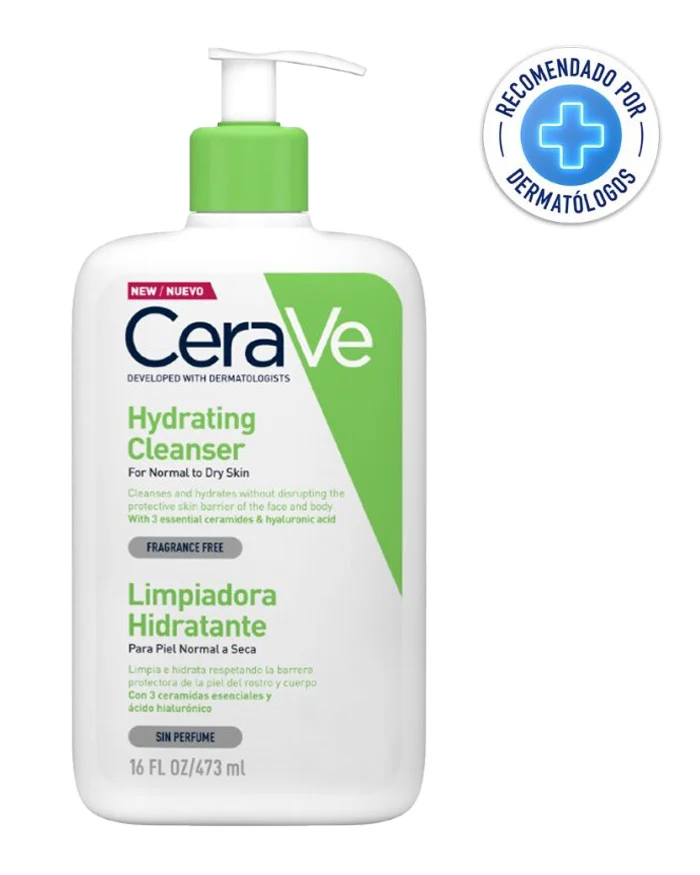 RECOMENDADO POR
DERMATÓLOGOS
NEW / NUEVO
CeraVe
DEVELOPED WITH DERMATOLOGISTS
Hydrating
Cleanser
For Normal to Dry Skin
Cleanses and hydrates without disrupting the
protective skin barrier of the face and body
With 3 essential ceramides & hyaluronic acid
FRAGRANCE FREE
Limpiadora
Hidratante
Para Piel Normal a Seca
Limpia e hidrata respetando la barrera
protectora de la piel del rostro y cuerpo
Con 3 ceramidas esenciales y
ácido hialurónico
SIN PERFUME
16 FL OZ/473 ml